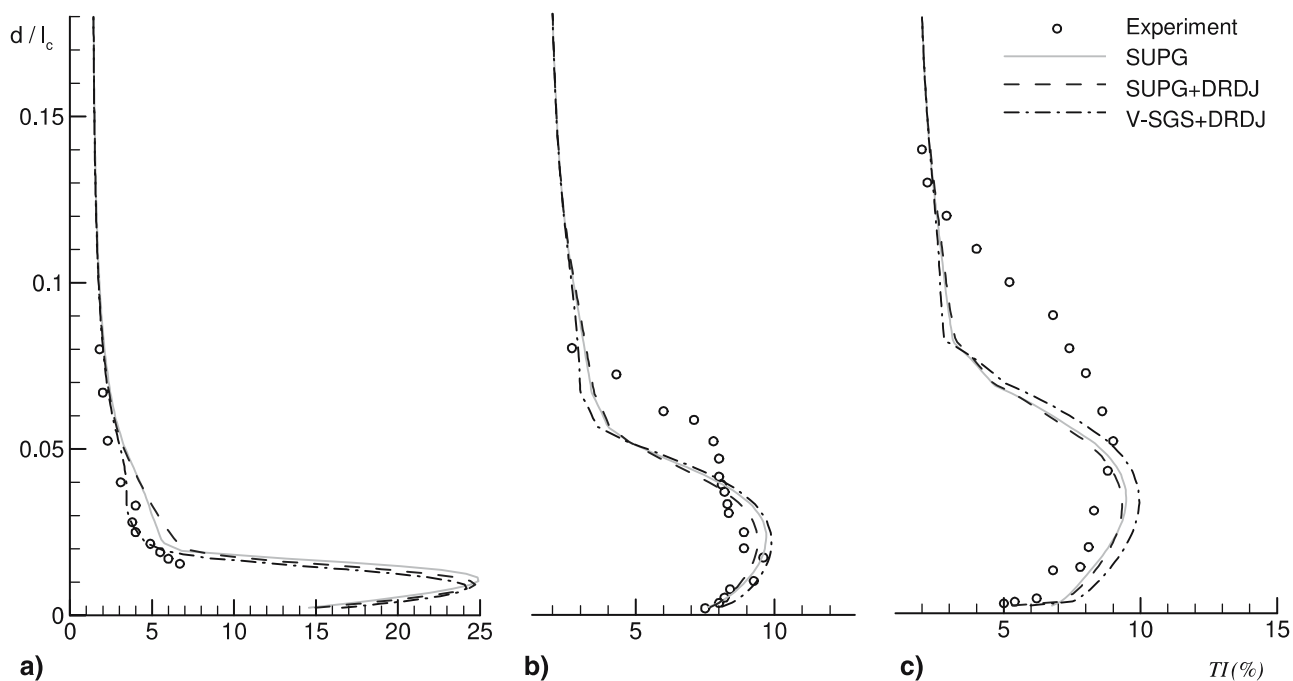 d / lc
Experiment
SUPG
SUPG+DRDJ
V-SGS+DRDJ
0.15
0.1
0.05
0
0 5 10 15 20 25
5 10
5 10 15
a) b) c) TI(%)